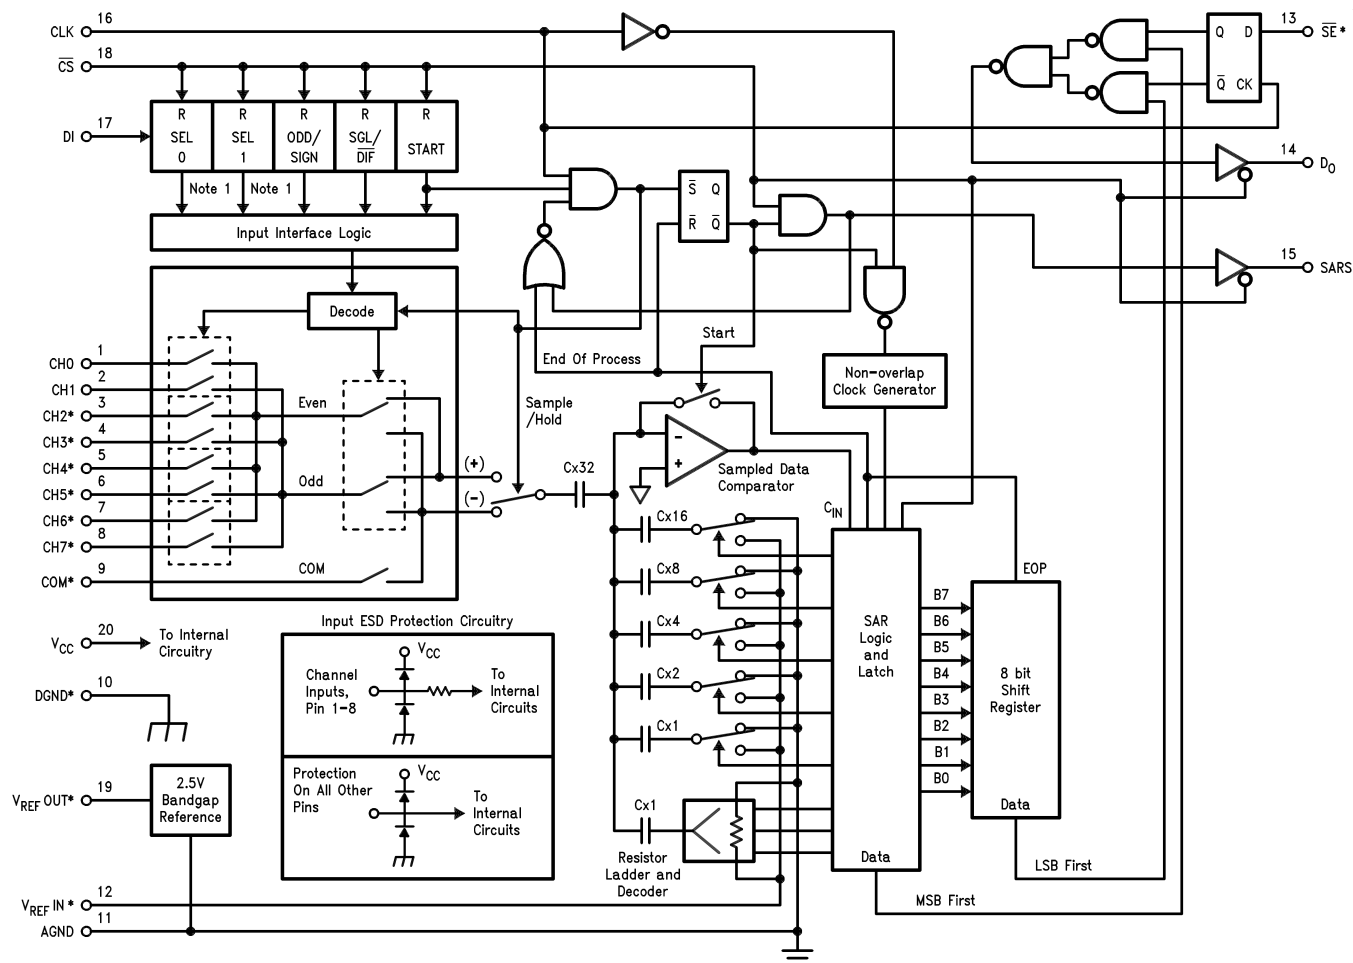 CLK 16
C̅S̅ 18
DI 17
R R R R R
SEL 0
SEL 1
ODD/
SIGN
SGL/
D̅I̅F̅
START
Note 1 Note 1
Input Interface Logic
Decode
CH0 1
CH1 2
CH2* 3
CH3* 4
CH4* 5
CH5* 6
CH6* 7
CH7* 8
COM* 9
Even
Odd
COM
(+)
(-)
Sample
/Hold
End Of Process
Start
S̅ Q
R̅ Q̅
Non-overlap
Clock Generator
Q D
Q̅ CK
13 S̅E̅*
14 DO
15 SARS
-
+
Sampled Data
Comparator
Cx32
Cx16
Cx8
Cx4
Cx2
Cx1
Cx1
Resistor
Ladder and
Decoder
CIN
SAR
Logic
and
Latch
Data
B7
B6
B5
B4
B3
B2
B1
B0
EOP
8 bit
Shift
Register
Data
LSB First
MSB First
VCC 20
To Internal
Circuitry
DGND* 10
VREF OUT* 19
2.5V
Bandgap
Reference
VREF IN* 12
AGND 11
Input ESD Protection Circuitry
VCC
Channel
Inputs,
Pin 1-8
To
Internal
Circuits
Protection
On All Other
Pins
VCC
To
Internal
Circuits